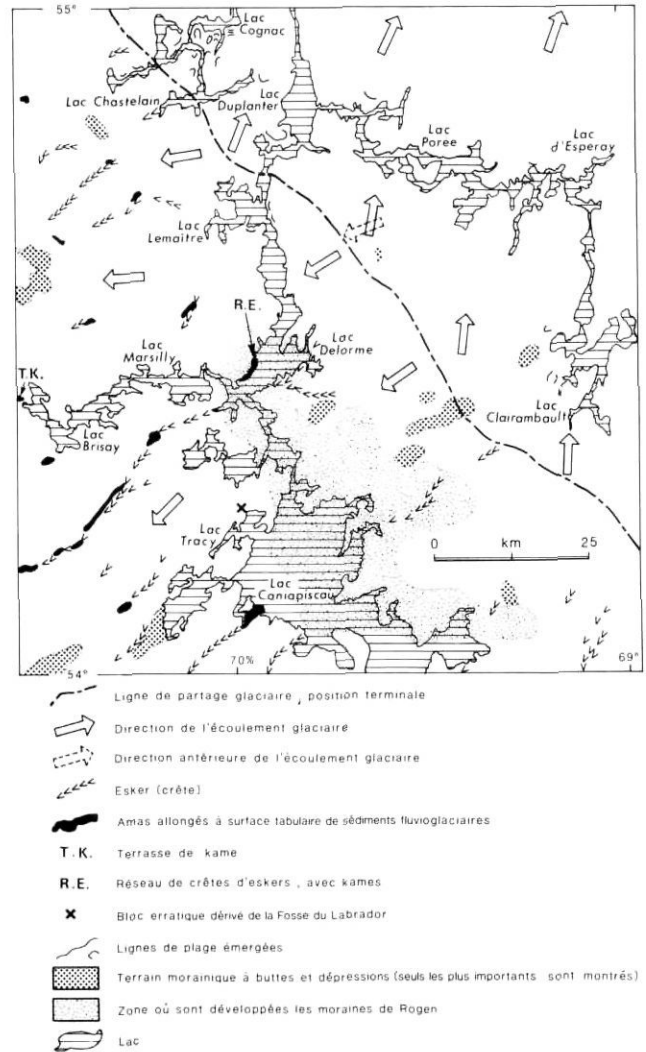 55°
Lac
Cognac
Lac Chastelain
Lac
Duplanter
Lac
Porée
Lac
d'Esperay
Lac
Lemaitre
R.E.
Lac
Delorme
Lac
Marsilly
T.K.
Lac
Brisay
Lac
Clairambault
Lac
Tracy
0 km 25
Lac
Caniapiscau
54°
70%
69°
Ligne de partage glaciaire, position terminale
Direction de l'écoulement glaciaire
Direction antérieure de l'écoulement glaciaire
Esker (crête)
Amas allongés à surface tabulaire de sédiments fluvioglaciaires
T.K. Terrasse de kame
R.E. Réseau de crêtes d'eskers, avec kames
x Bloc erratique dérivé de la Fosse du Labrador
Lignes de plage émergées
Terrain morainique à buttes et dépressions (seuls les plus importants sont montrés)
Zone où sont développées les moraines de Rogen
Lac